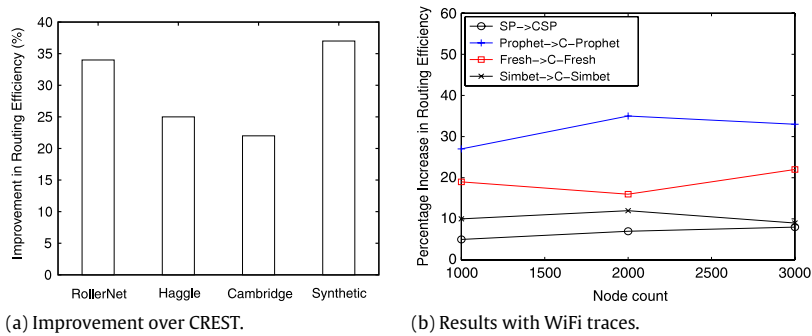 Improvement in Routing Efficiency (%)
40
35
30
25
20
15
10
5
0
RollerNet Haggle Cambridge Synthetic
(a) Improvement over CREST.
Percentage Increase in Routing Efficiency
60
50
40
30
20
10
0
SP->CSP
Prophet->C-Prophet
Fresh->C-Fresh
Simbet->C-Simbet
1000 1500 2000 2500 3000
Node count
(b) Results with WiFi traces.